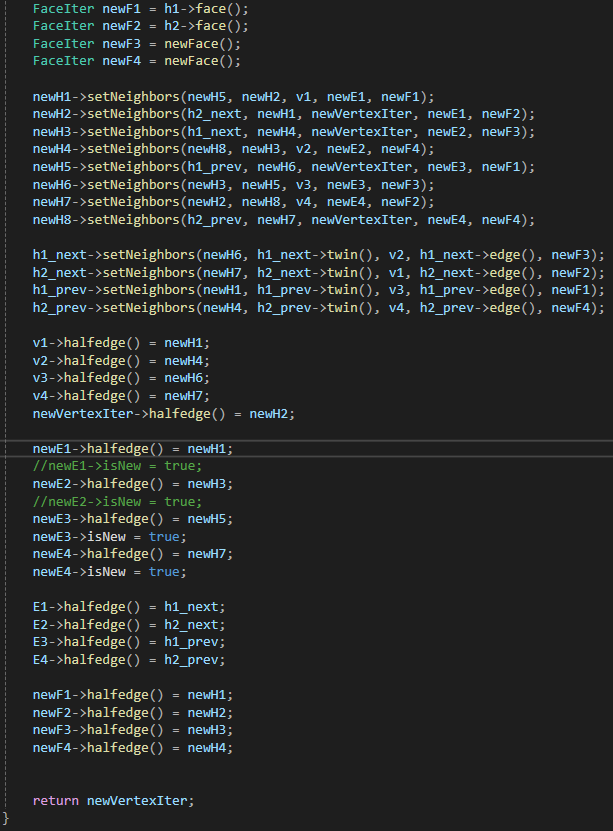 FaceIter newF1 = h1->face();
FaceIter newF2 = h2->face();
FaceIter newF3 = newFace();
FaceIter newF4 = newFace();
newH1->setNeighbors(newH5, newH2, v1, newE1, newF1);
newH2->setNeighbors(h2_next, newH1, newVertexIter, newE1, newF2);
newH3->setNeighbors(h1_next, newH4, newVertexIter, newE2, newF3);
newH4->setNeighbors(newH8, newH3, v2, newE2, newF4);
newH5->setNeighbors(h1_prev, newH6, newVertexIter, newE3, newF1);
newH6->setNeighbors(newH3, newH5, v3, newE3, newF3);
newH7->setNeighbors(newH2, newH8, v4, newE4, newF2);
newH8->setNeighbors(h2_prev, newH7, newVertexIter, newE4, newF4);
h1_next->setNeighbors(newH6, h1_next->twin(), v2, h1_next->edge(), newF3);
h2_next->setNeighbors(newH7, h2_next->twin(), v1, h2_next->edge(), newF2);
h1_prev->setNeighbors(newH1, h1_prev->twin(), v3, h1_prev->edge(), newF1);
h2_prev->setNeighbors(newH4, h2_prev->twin(), v4, h2_prev->edge(), newF4);
v1->halfedge() = newH1;
v2->halfedge() = newH4;
v3->halfedge() = newH6;
v4->halfedge() = newH7;
newVertexIter->halfedge() = newH2;
newE1->halfedge() = newH1;
//newE1->isNew = true;
newE2->halfedge() = newH3;
//newE2->isNew = true;
newE3->halfedge() = newH5;
newE3->isNew = true;
newE4->halfedge() = newH7;
newE4->isNew = true;
E1->halfedge() = h1_next;
E2->halfedge() = h2_next;
E3->halfedge() = h1_prev;
E4->halfedge() = h2_prev;
newF1->halfedge() = newH1;
newF2->halfedge() = newH2;
newF3->halfedge() = newH3;
newF4->halfedge() = newH4;
return newVertexIter;
}